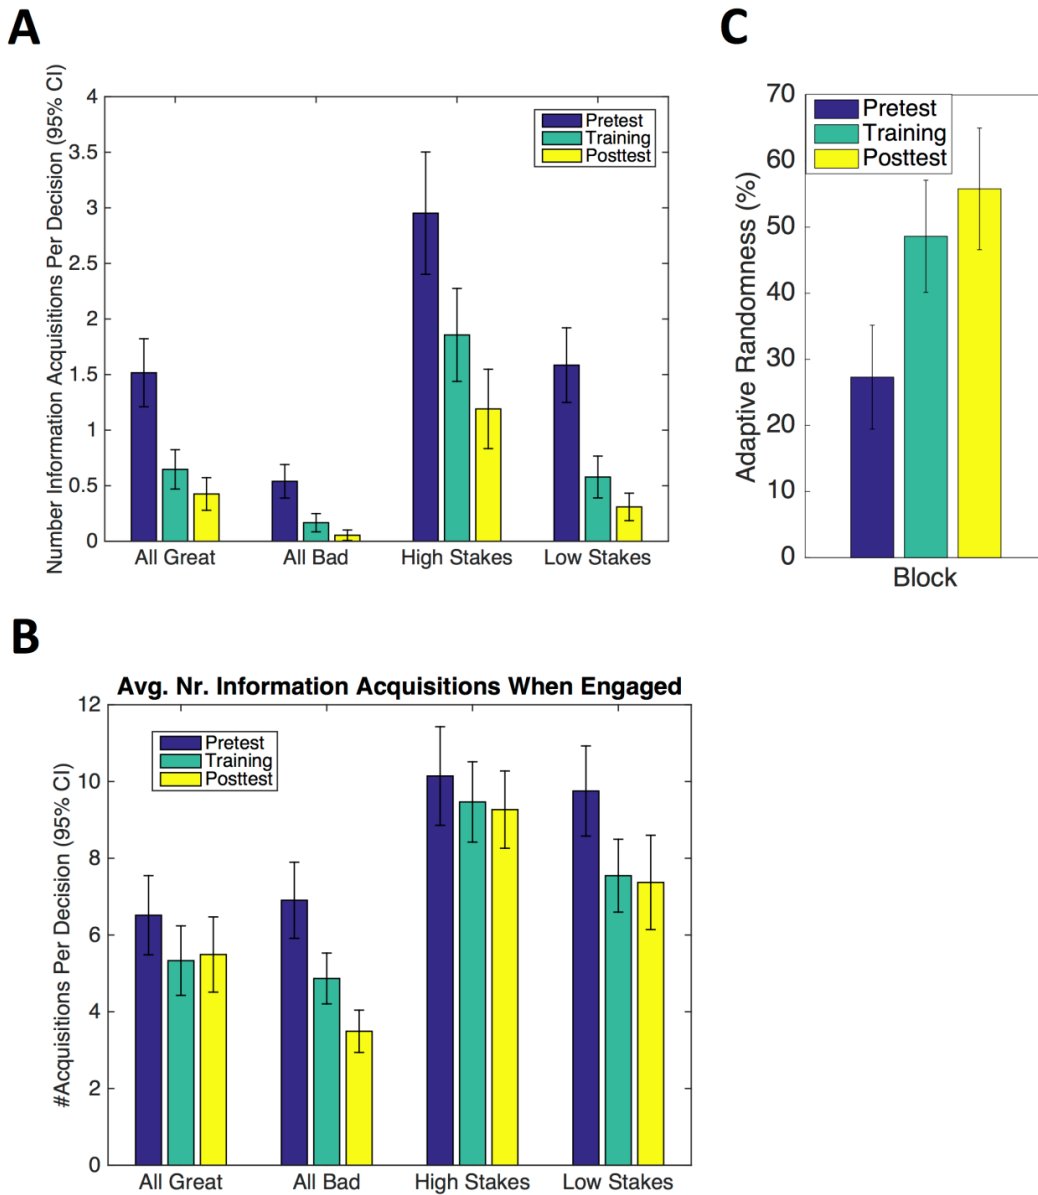 A
Number Information Acquisitions Per Decision (95% CI)
4
3.5
3
2.5
2
1.5
1
0.5
0
Pretest
Training
Posttest
All Great
All Bad
High Stakes
Low Stakes
C
Adaptive Randomness (%)
70
60
50
40
30
20
10
0
Pretest
Training
Posttest
Block
B
Avg. Nr. Information Acquisitions When Engaged
#Acquisitions Per Decision (95% CI)
12
10
8
6
4
2
0
Pretest
Training
Posttest
All Great
All Bad
High Stakes
Low Stakes